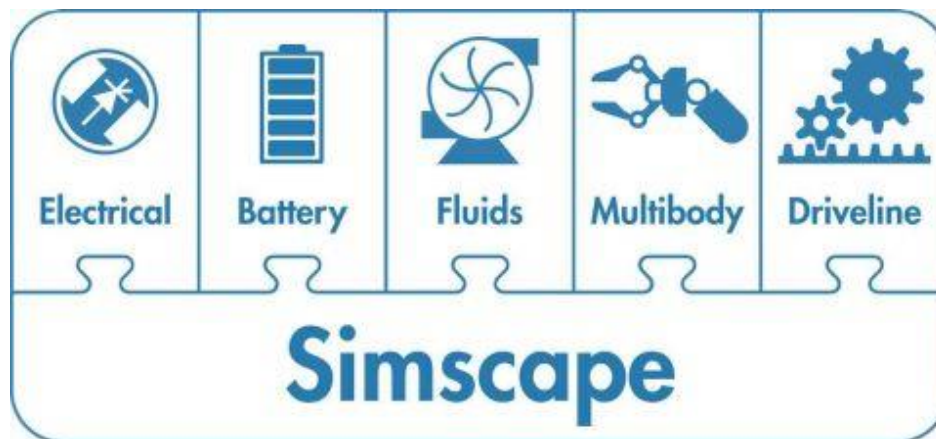 Electrical
Battery
Fluids
Multibody
Driveline
Simscape